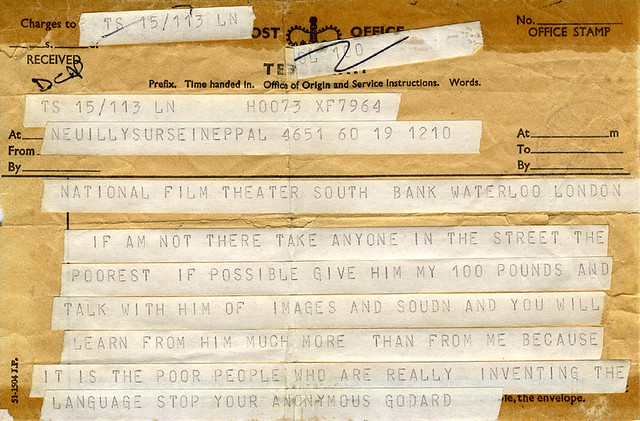 Charges to TS 15/113 LN
POST OFFICE
No.
OFFICE STAMP
RECEIVED
Prefix. Time handed in. Office of Origin and Service Instructions. Words.
TS 15/113 LN H0073 XF7964
At m
NEUILLYSURSEINEPPAL 4651 60 19 1210
At m
From
To
By
By
NATIONAL FILM THEATER SOUTH BANK WATERLOO LONDON
IF AM NOT THERE TAKE ANYONE IN THE STREET THE
POOREST IF POSSIBLE GIVE HIM MY 100 POUNDS AND
TALK WITH HIM OF IMAGES AND SOUDN AND YOU WILL
LEARN FROM HIM MUCH MORE THAN FROM ME BECAUSE
IT IS THE POOR PEOPLE WHO ARE REALLY INVENTING THE
LANGUAGE STOP YOUR ANONYMOUS GODARD
the envelope.
51-1504 J.P.